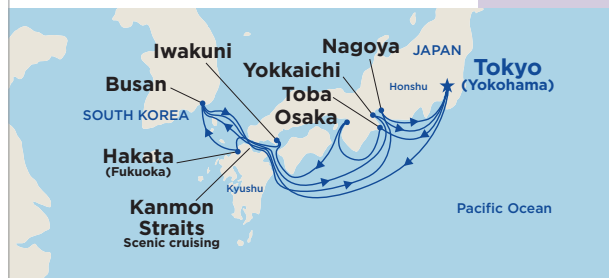 Nagoya
JAPAN
Iwakuni
Yokkaichi
Tokyo
(Yokohama)
Busan
Honshu
Toba
SOUTH KOREA
Osaka
Hakata
(Fukuoka)
Kyushu
Kanmon
Straits
Scenic cruising
Pacific Ocean